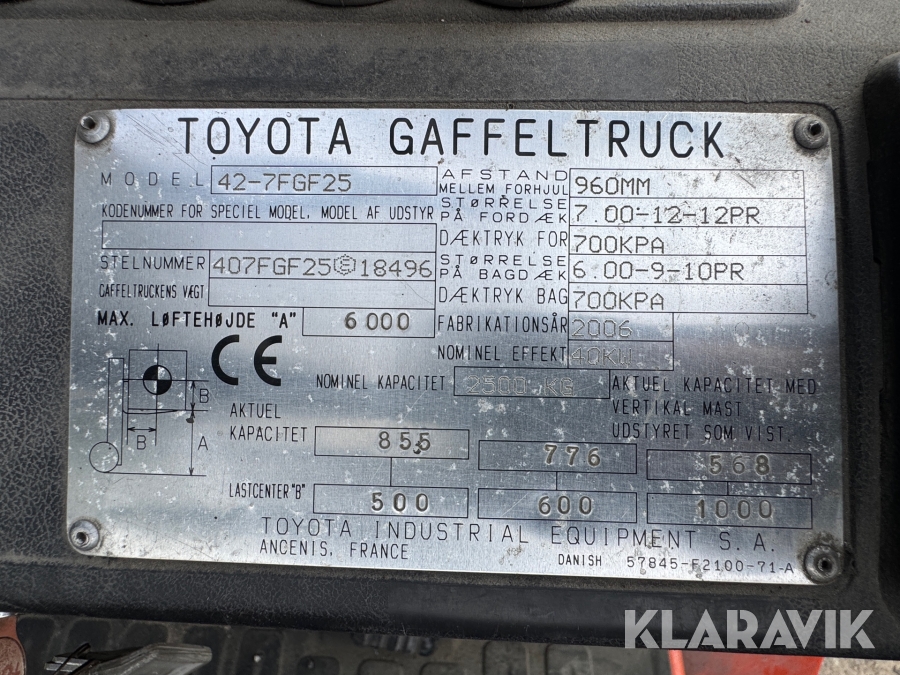 TOYOTA GAFFELTRUCK
MODEL 42-7FGF25
KODENUMMER FOR SPECIEL MODEL, MODEL AF UDSTYR
STELNUMMER 407FGF25 18496
GAFFELTRUCKENS VÆGT
MAX. LØFTEHØJDE "A" 6000
AFSTAND
MELLEM FORHJUL 960MM
STØRRELSE
PÅ FORDÆK 7.00-12-12PR
DÆKTRYK FOR 700KPA
STØRRELSE
PÅ BAGDÆK 6.00-9-10PR
DÆKTRYK BAG 700KPA
FABRIKATIONSÅR 2006
NOMINEL EFFEKT 40KW
CE
NOMINEL KAPACITET 2500 KG
AKTUEL KAPACITET MED
VERTIKAL MAST
UDSTYRET SOM VIST.
B
B
A
AKTUEL
KAPACITET 855 776 568
LASTCENTER "B" 500 600 1000
TOYOTA INDUSTRIAL EQUIPMENT S.A.
ANCENIS, FRANCE
DANISH 57845-F2100-71-A
KLARAVIK